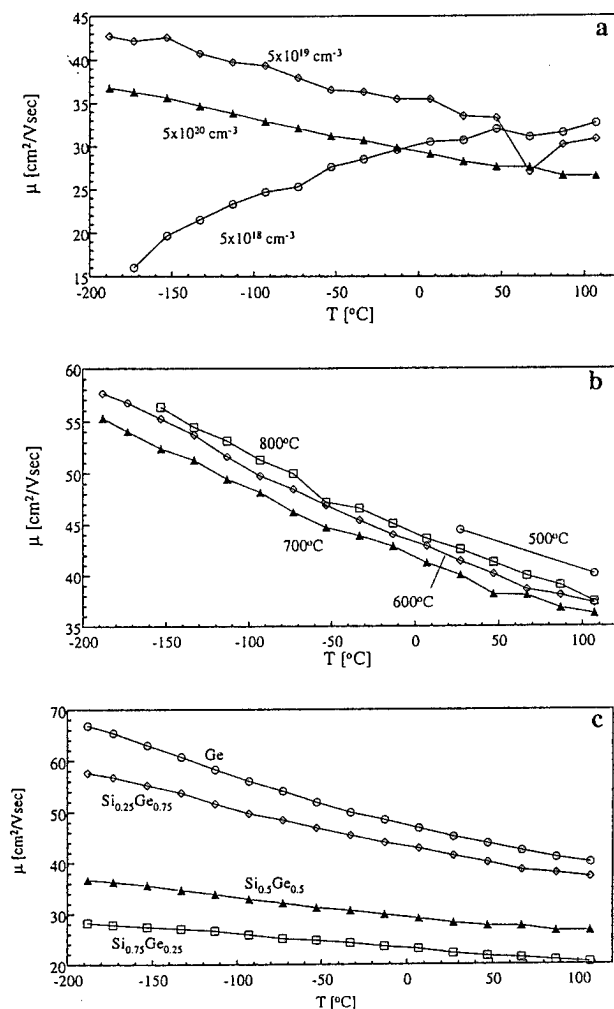 a
45
40
35
30
25
20
15
μ [cm²/Vsec]
5x10¹⁹ cm⁻³
5x10²⁰ cm⁻³
5x10¹⁸ cm⁻³
-200 -150 -100 -50 0 50 100
T [°C]
b
60
55
50
45
40
35
μ [cm²/Vsec]
800°C
700°C
600°C
500°C
-200 -150 -100 -50 0 50 100
T [°C]
c
70
60
50
40
30
20
μ [cm²/Vsec]
Ge
Si₀.₂₅Ge₀.₇₅
Si₀.₅Ge₀.₅
Si₀.₇₅Ge₀.₂₅
-200 -150 -100 -50 0 50 100
T [°C]